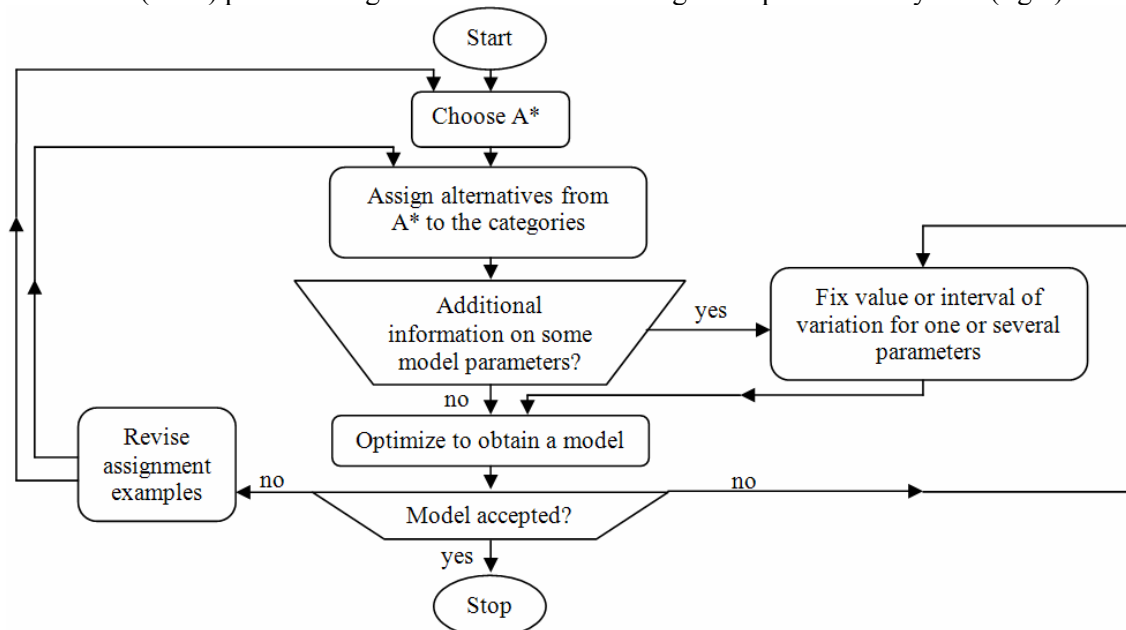 Start
Choose A*
Assign alternatives from
A* to the categories
Additional
information on some
model parameters?
yes
Fix value or interval of
variation for one or several
parameters
no
Optimize to obtain a model
Revise
assignment
examples
no
no
Model accepted?
yes
Stop